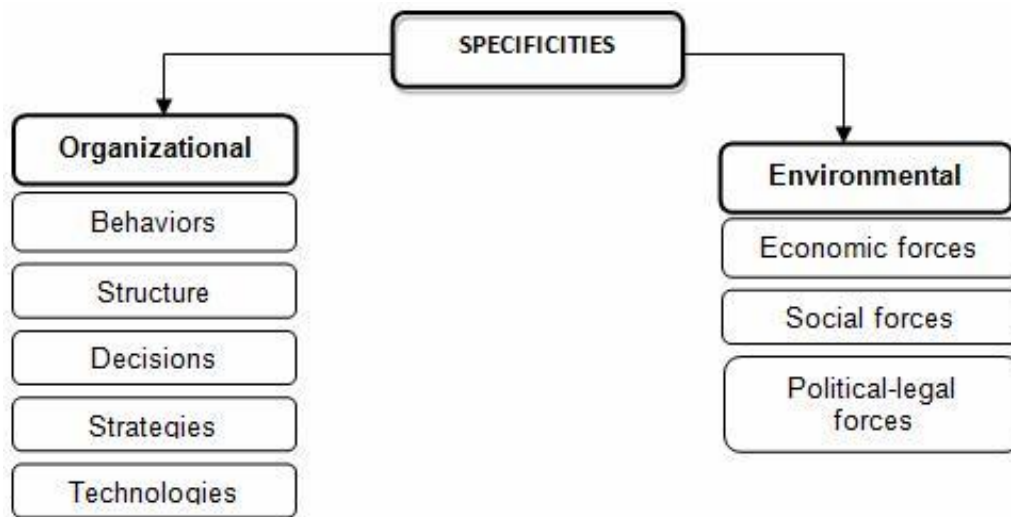 SPECIFICITIES
Organizational
Behaviors
Structure
Decisions
Strategies
Technologies
Environmental
Economic forces
Social forces
Political-legal
forces